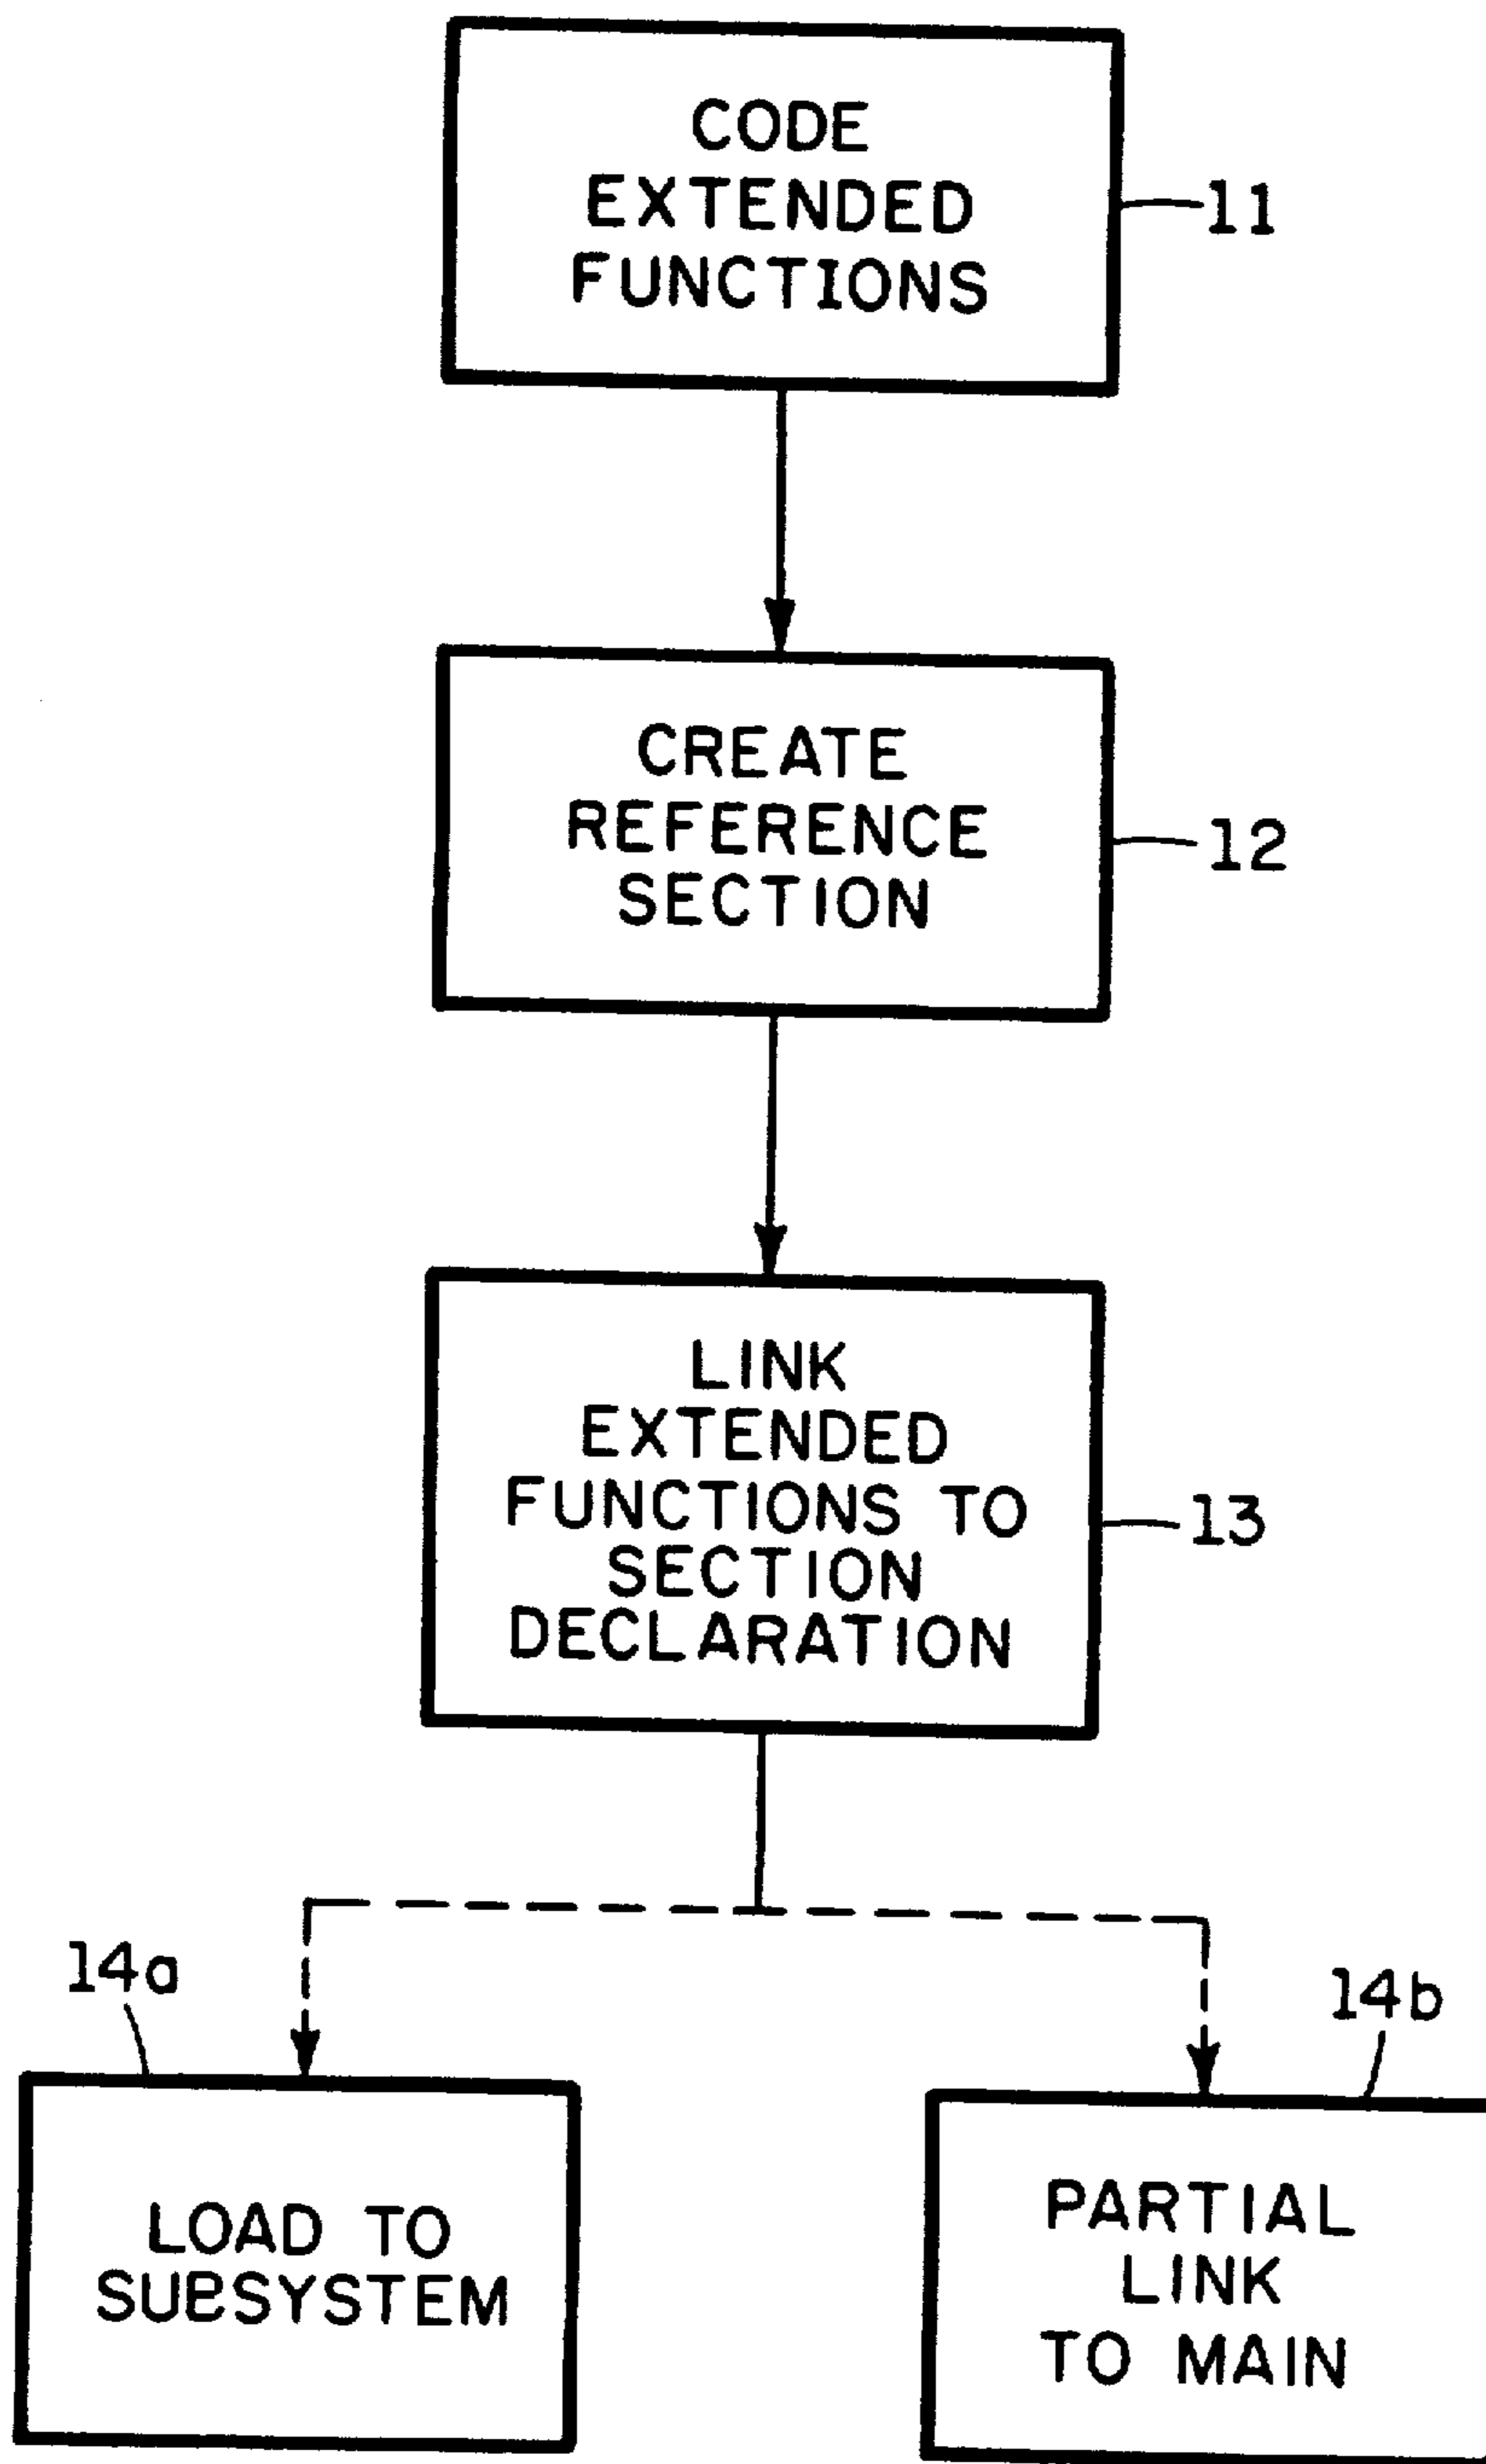 CODE
EXTENDED
FUNCTIONS
11
CREATE
REFERENCE
SECTION
12
LINK
EXTENDED
FUNCTIONS TO
SECTION
DECLARATION
13
14a
14b
LOAD TO
SUBSYSTEM
PARTIAL
LINK
TO MAIN